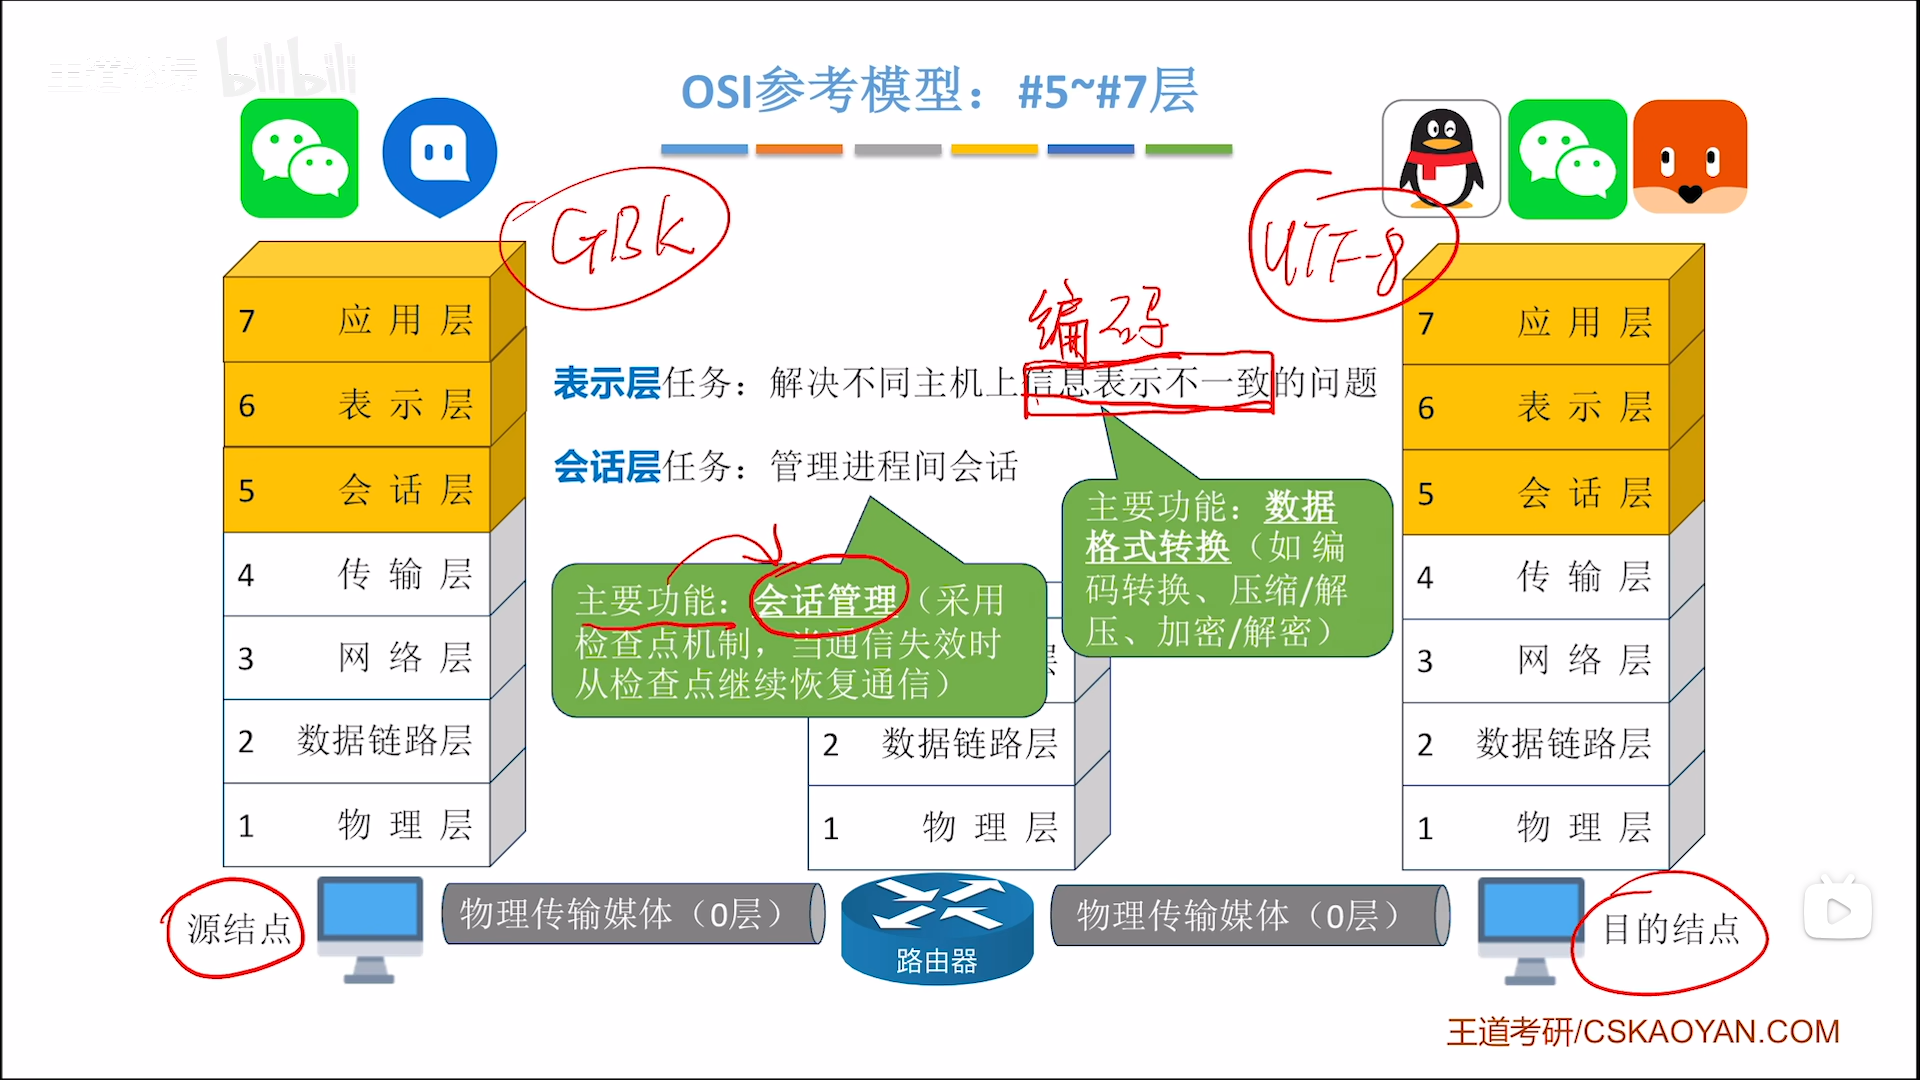 王道论坛 bilibili
OSI参考模型：#5~#7层
GBK
UTF-8
编码
7 应用层
6 表示层
5 会话层
4 传输层
3 网络层
2 数据链路层
1 物理层
表示层任务：解决不同主机上信息表示不一致的问题
会话层任务：管理进程间会话
主要功能：会话管理（采用
检查点机制，当通信失效时
从检查点继续恢复通信）
主要功能：数据
格式转换（如 编
码转换、压缩/解
压、加密/解密）
层
2 数据链路层
1 物理层
7 应用层
6 表示层
5 会话层
4 传输层
3 网络层
2 数据链路层
1 物理层
源结点
物理传输媒体（0层）
路由器
物理传输媒体（0层）
目的结点
王道考研/CSKAOYAN.COM